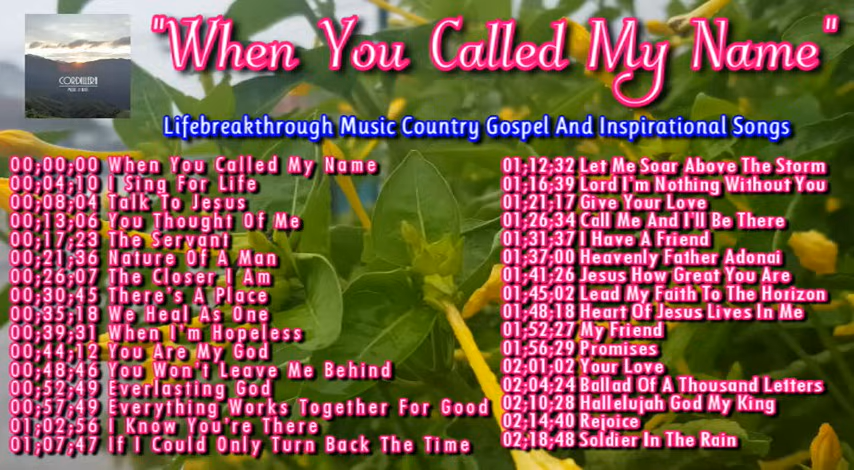 "When You Called My Name"
CORDILLERA
Lifebreakthrough Music Country Gospel And Inspirational Songs
00;00;00 When You Called My Name
00;04;10 I Sing For Life
00;08;04 Talk To Jesus
00;13;06 You Thought Of Me
00;17;23 The Servant
00;21;36 Nature Of A Man
00;26;07 The Closer I Am
00;30;45 There's A Place
00;35;18 We Heal As One
00;39;31 When I'm Hopeless
00;44;12 You Are My God
00;48;46 You Won't Leave Me Behind
00;52;49 Everlasting God
00;57;49 Everything Works Together For Good
01;02;56 I Know You're There
01;07;47 If I Could Only Turn Back The Time
01;12;32 Let Me Soar Above The Storm
01;16;39 Lord I'm Nothing Without You
01;21;17 Give Your Love
01;26;34 Call Me And I'll Be There
01;31;37 I Have A Friend
01;37;00 Heavenly Father Adonai
01;41;26 Jesus How Great You Are
01;45;02 Lead My Faith To The Horizon
01;48;18 Heart Of Jesus Lives In Me
01;52;27 My Friend
01;56;29 Promises
02;01;02 Your Love
02;04;24 Ballad Of A Thousand Letters
02;10;28 Hallelujah God My King
02;14;40 Rejoice
02;18;48 Soldier In The Rain